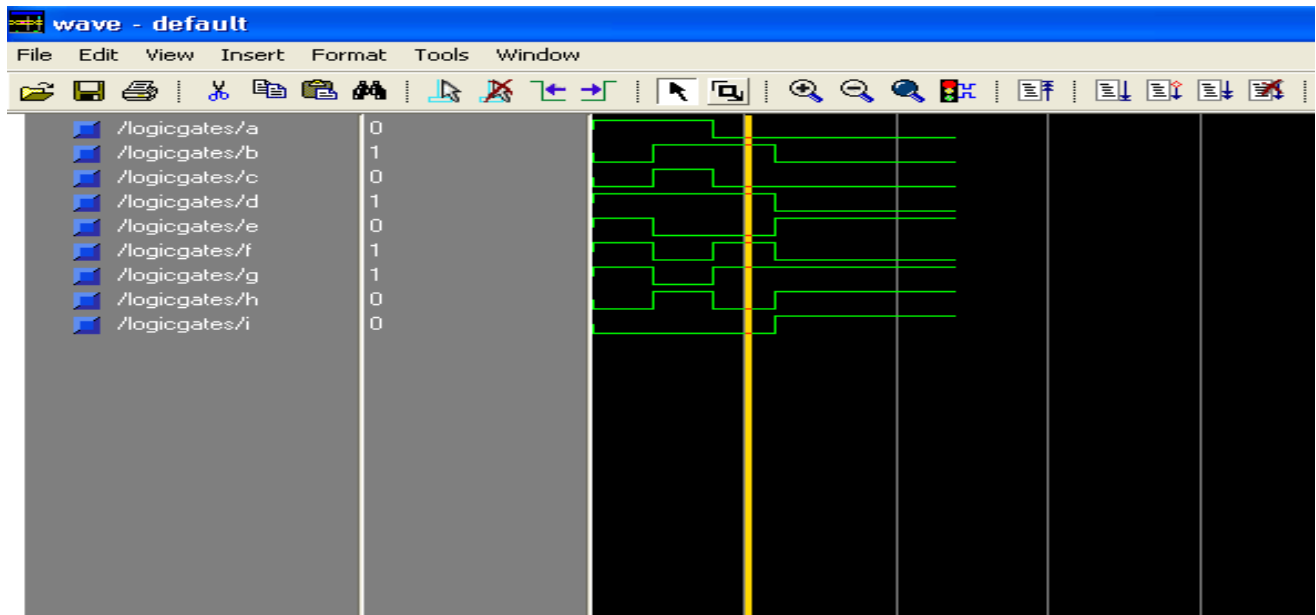 wave - default
File Edit View Insert Format Tools Window
/logicgates/a 0
/logicgates/b 1
/logicgates/c 0
/logicgates/d 1
/logicgates/e 0
/logicgates/f 1
/logicgates/g 1
/logicgates/h 0
/logicgates/i 0